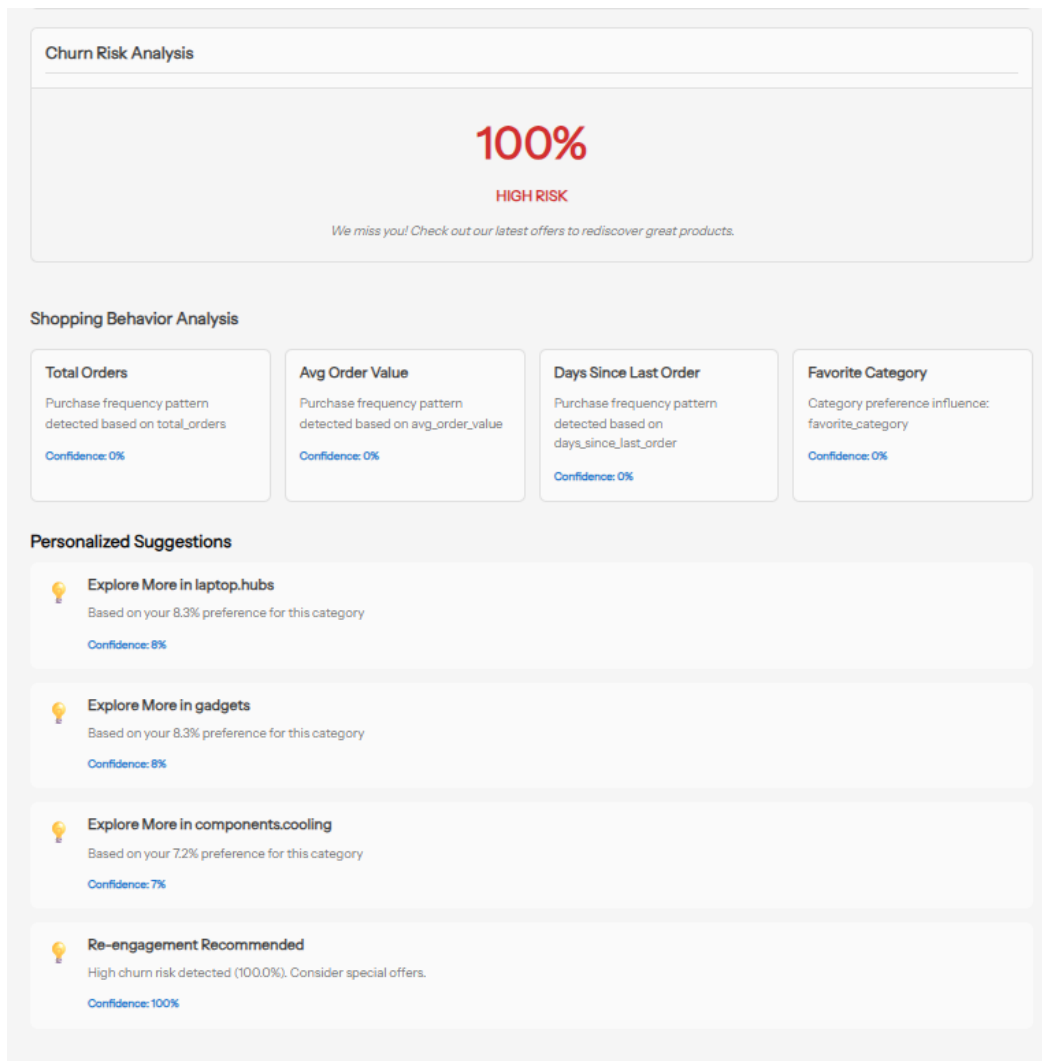 Churn Risk Analysis
100%
HIGH RISK
We miss you! Check out our latest offers to rediscover great products.
Shopping Behavior Analysis
Total Orders
Purchase frequency pattern
detected based on total_orders
Confidence: 0%
Avg Order Value
Purchase frequency pattern
detected based on avg_order_value
Confidence: 0%
Days Since Last Order
Purchase frequency pattern
detected based on
days_since_last_order
Confidence: 0%
Favorite Category
Category preference influence:
favorite_category
Confidence: 0%
Personalized Suggestions
Explore More in laptop.hubs
Based on your 8.3% preference for this category
Confidence: 8%
Explore More in gadgets
Based on your 8.3% preference for this category
Confidence: 8%
Explore More in components.cooling
Based on your 7.2% preference for this category
Confidence: 7%
Re-engagement Recommended
High churn risk detected (100.0%). Consider special offers.
Confidence: 100%